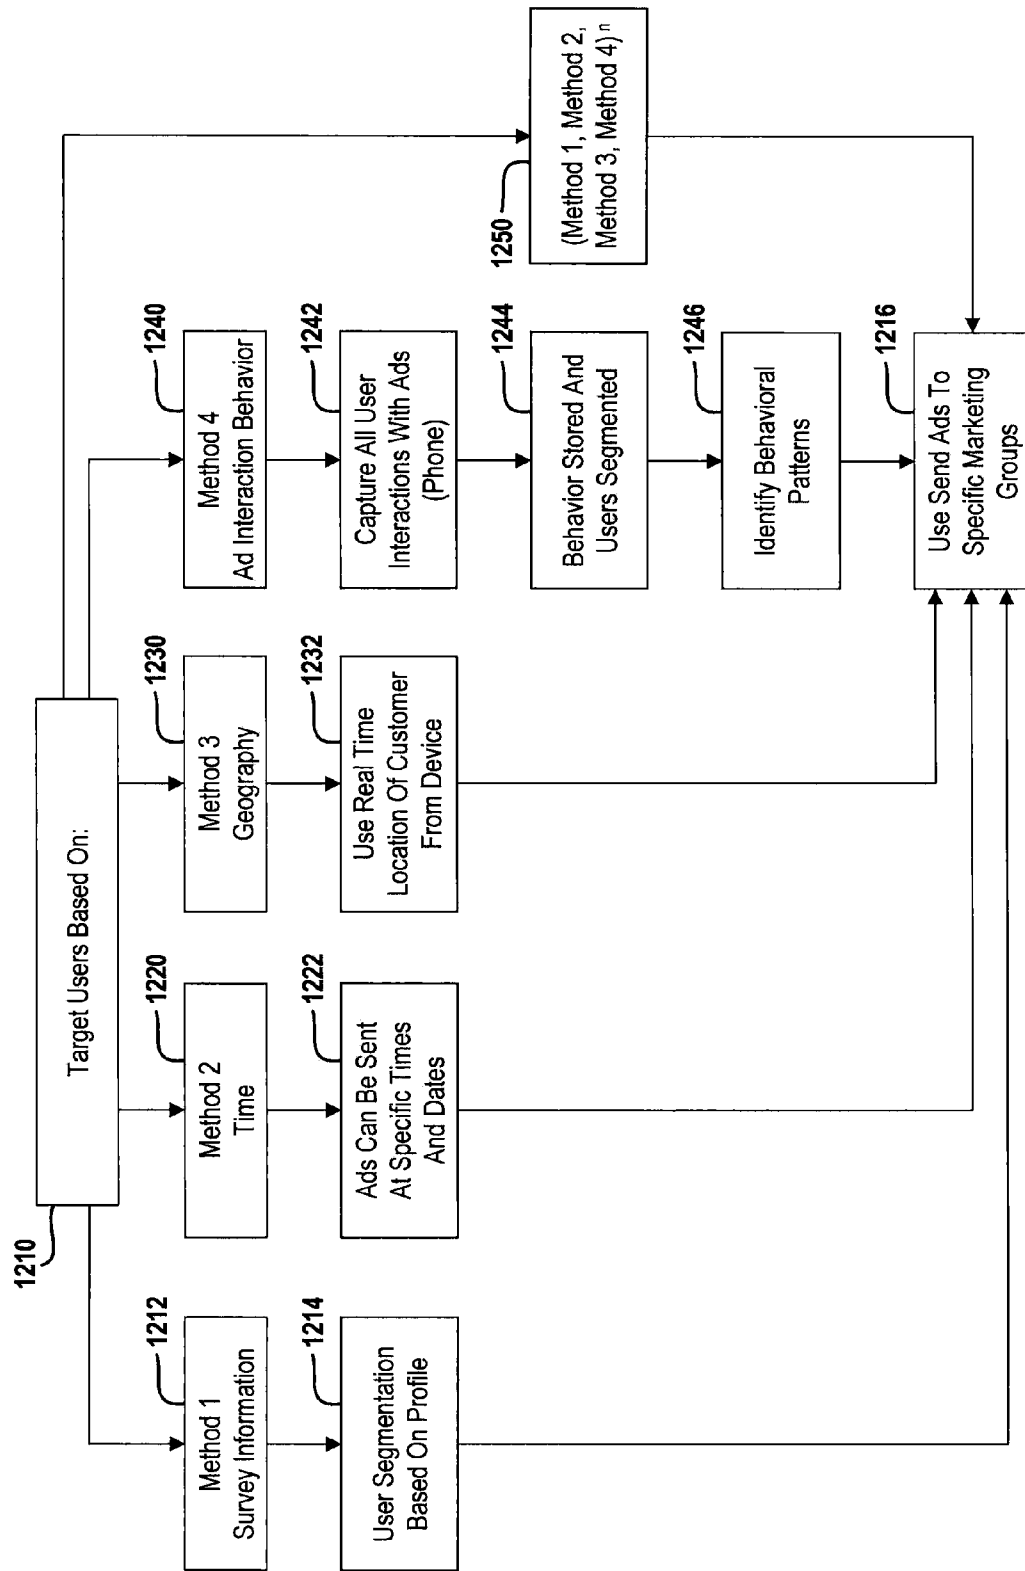 1210
Target Users Based On:
1212
Method 1
Survey Information
1214
User Segmentation
Based On Profile
1220
Method 2
Time
1222
Ads Can Be Sent
At Specific Times
And Dates
1230
Method 3
Geography
1232
Use Real Time
Location Of Customer
From Device
1240
Method 4
Ad Interaction Behavior
1242
Capture All User
Interactions With Ads
(Phone)
1244
Behavior Stored And
Users Segmented
1246
Identify Behavioral
Patterns
1250
(Method 1, Method 2,
Method 3, Method 4)ⁿ
1216
Use Send Ads To
Specific Marketing
Groups